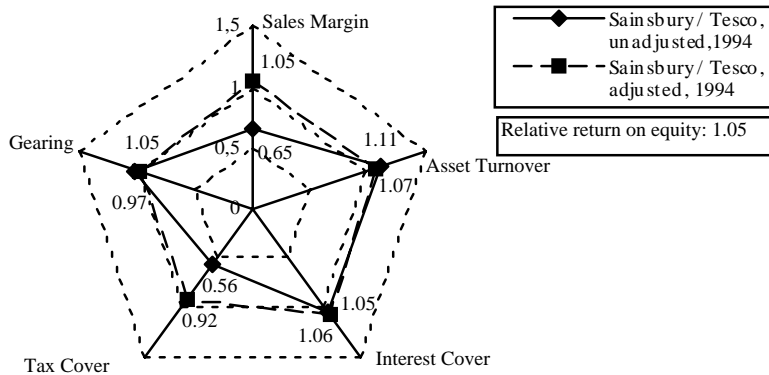 1,5
Sales Margin
Sainsbury/ Tesco,
unadjusted,1994
Sainsbury/ Tesco,
adjusted, 1994
1.05
1
Relative return on equity: 1.05
Gearing
1.05
1.11
0,5
0.65
Asset Turnover
1.07
0.97
0
0.56
1.05
0.92
1.06
Tax Cover
Interest Cover